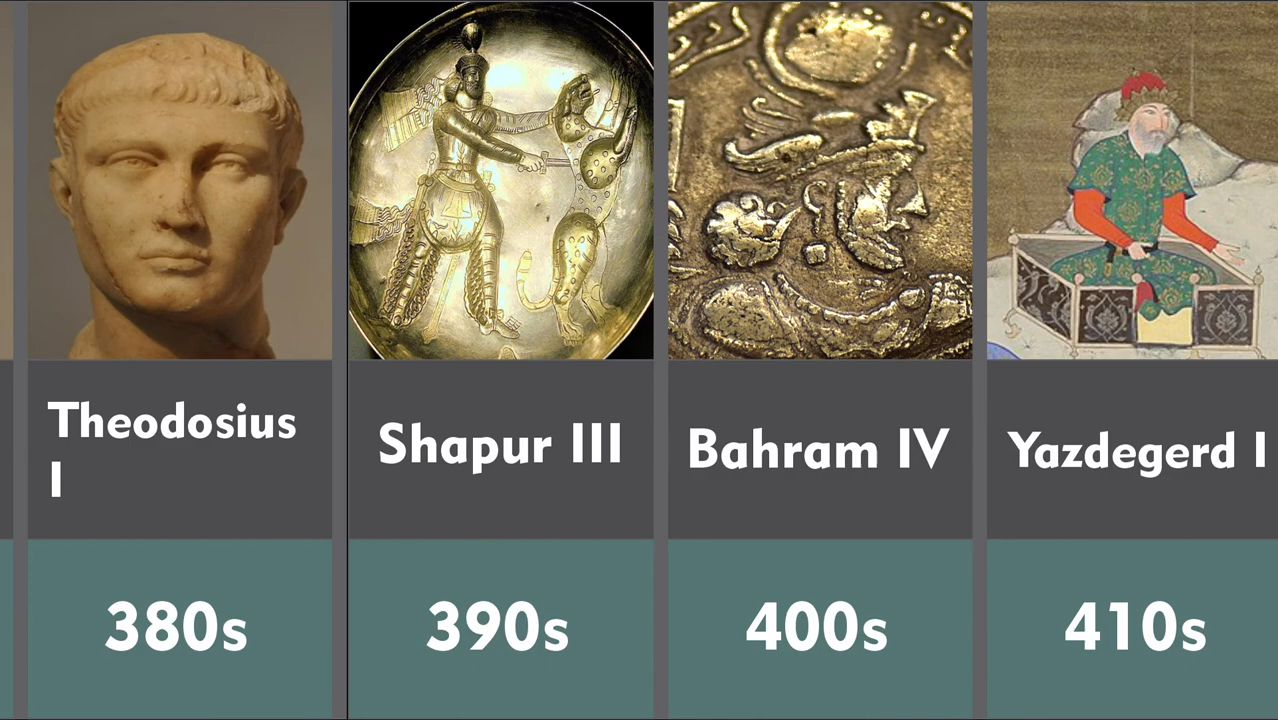 Theodosius
I
Shapur III
Bahram IV
Yazdegerd I
380s
390s
400s
410s